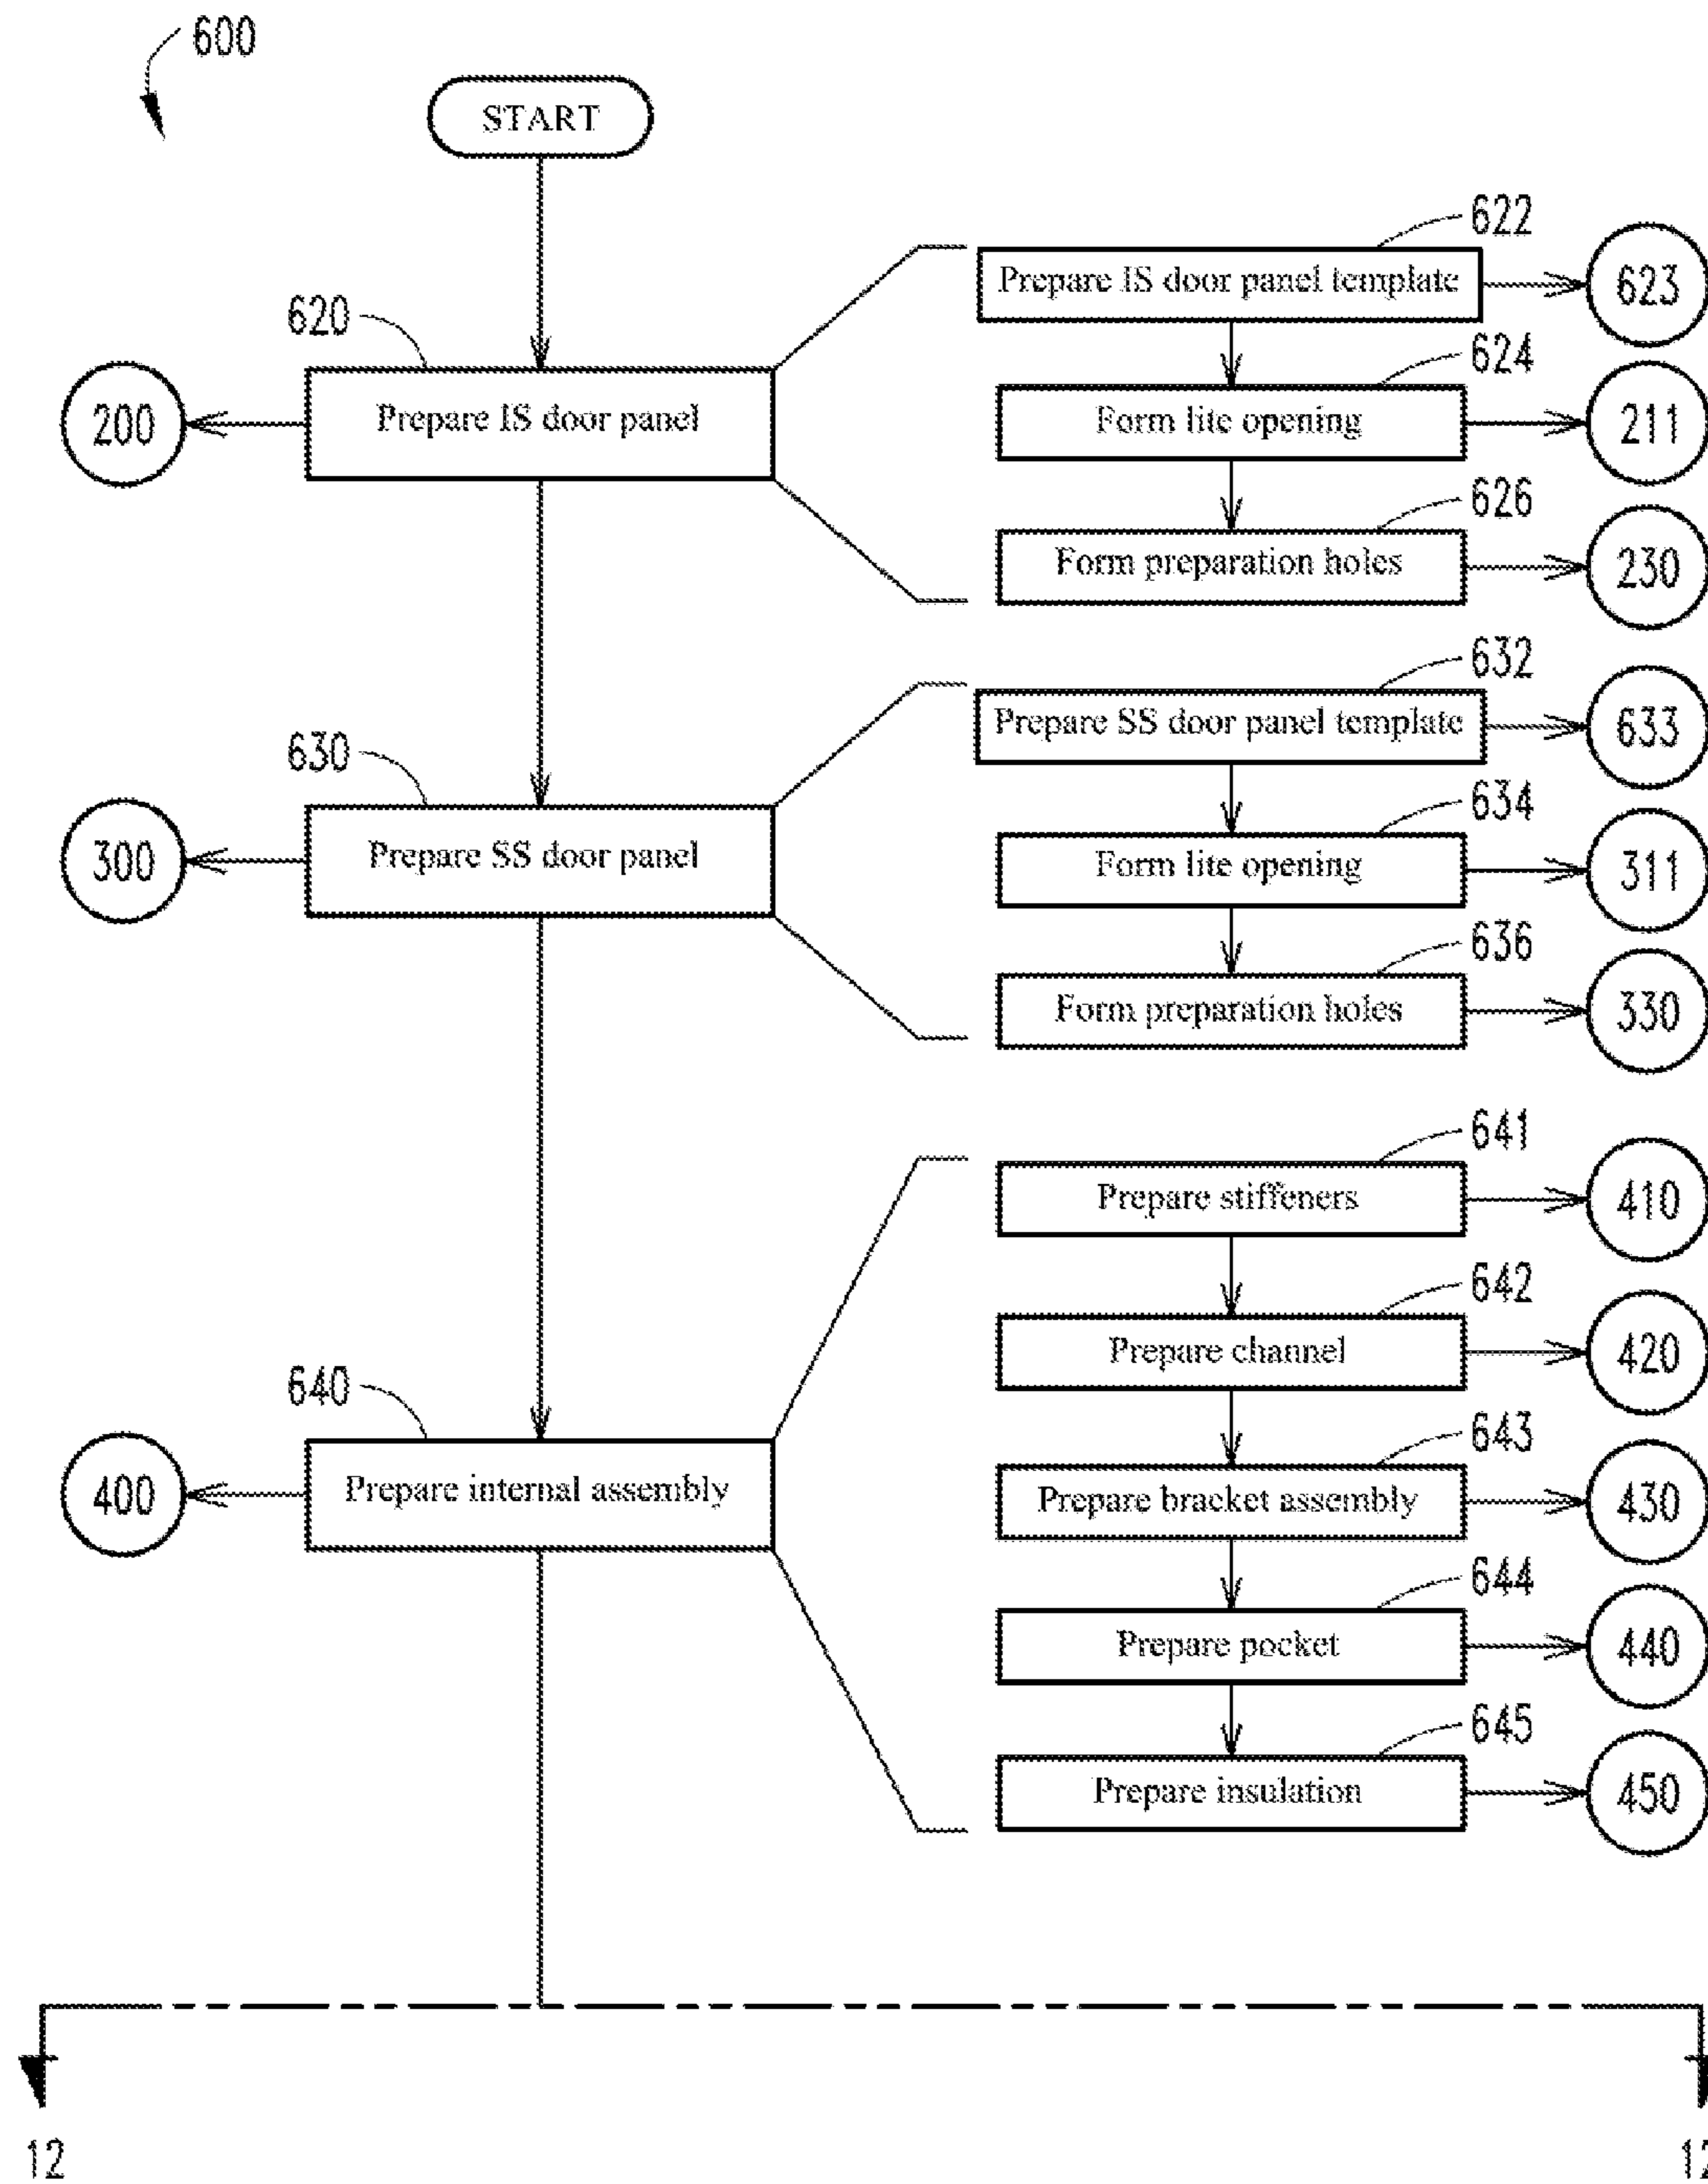 600
START
622
Prepare IS door panel template
623
620
624
200
Prepare IS door panel
Form lite opening
211
626
Form preparation holes
230
632
Prepare SS door panel template
633
630
634
300
Prepare SS door panel
Form lite opening
311
636
Form preparation holes
330
641
Prepare stiffeners
410
642
Prepare channel
420
640
643
400
Prepare internal assembly
Prepare bracket assembly
430
644
Prepare pocket
440
645
Prepare insulation
450
12
12